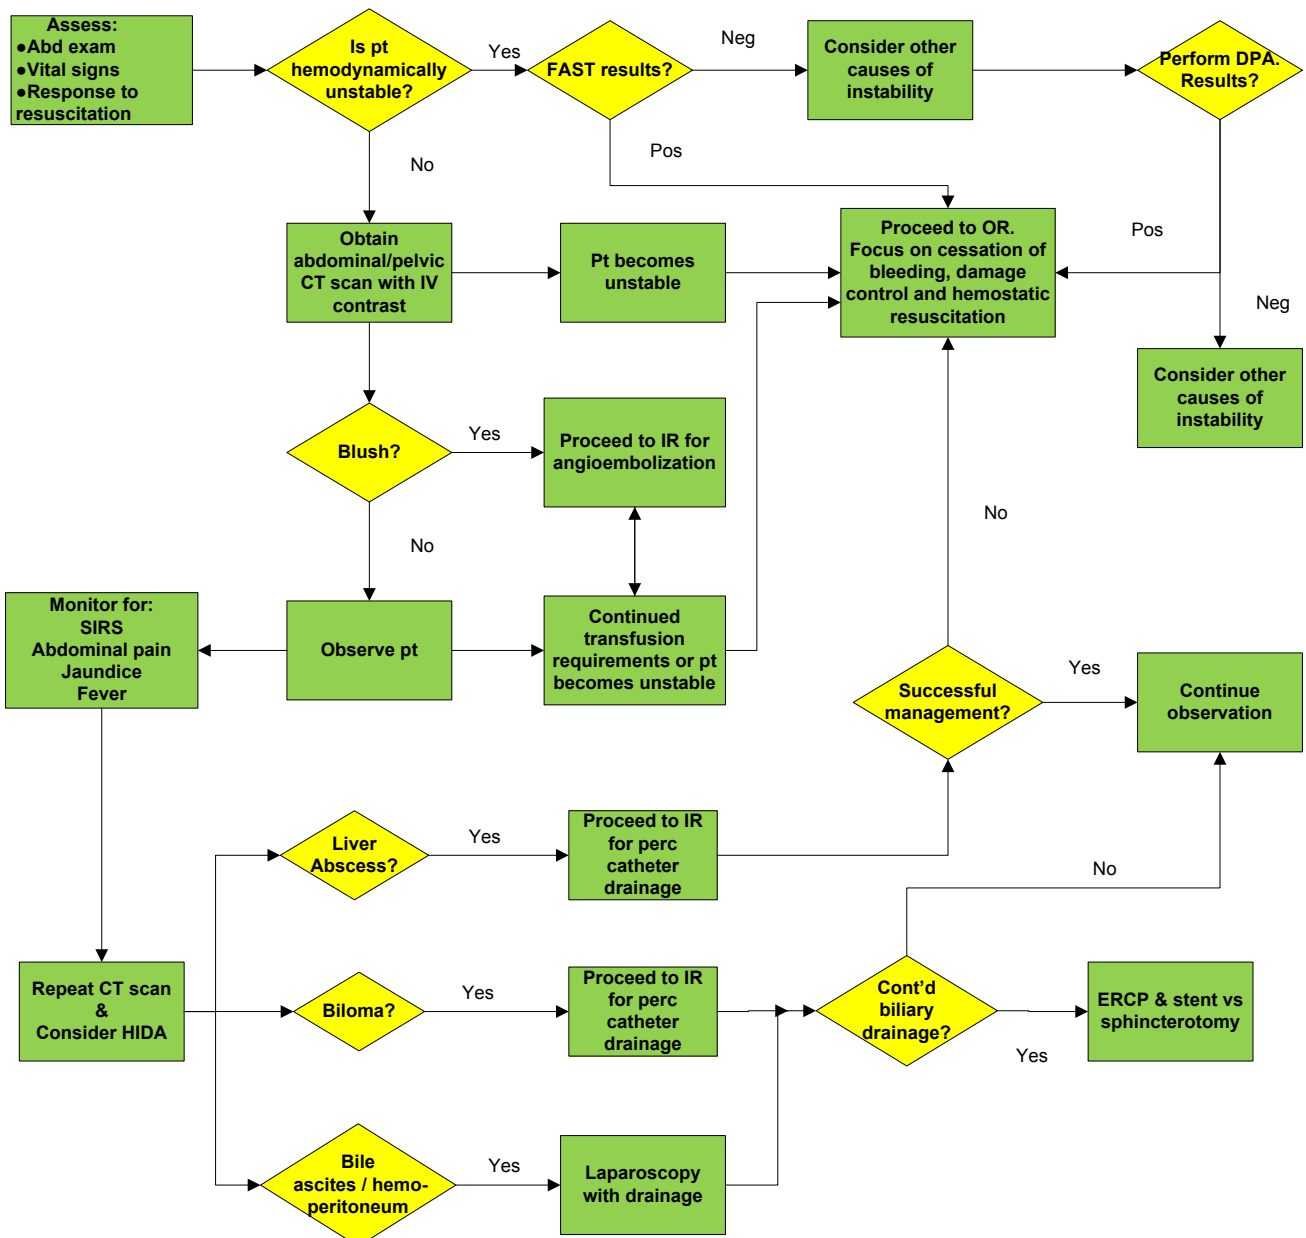 Assess:
●Abd exam
●Vital signs
●Response to
resuscitation
Is pt
hemodynamically
unstable?
Yes
FAST results?
Neg
Consider other
causes of
instability
Perform DPA.
Results?
No
Pos
Obtain
abdominal/pelvic
CT scan with IV
contrast
Pt becomes
unstable
Proceed to OR.
Focus on cessation of
bleeding, damage
control and hemostatic
resuscitation
Pos
Neg
Consider other
causes of
instability
Blush?
Yes
Proceed to IR for
angioembolization
No
No
Monitor for:
SIRS
Abdominal pain
Jaundice
Fever
Observe pt
Continued
transfusion
requirements or pt
becomes unstable
Successful
management?
Yes
Continue
observation
Liver
Abscess?
Yes
Proceed to IR
for perc
catheter
drainage
No
Repeat CT scan
&
Consider HIDA
Biloma?
Yes
Proceed to IR
for perc
catheter
drainage
Cont’d
biliary
drainage?
Yes
ERCP & stent vs
sphincterotomy
Bile
ascites / hemo-
peritoneum
Yes
Laparoscopy
with drainage